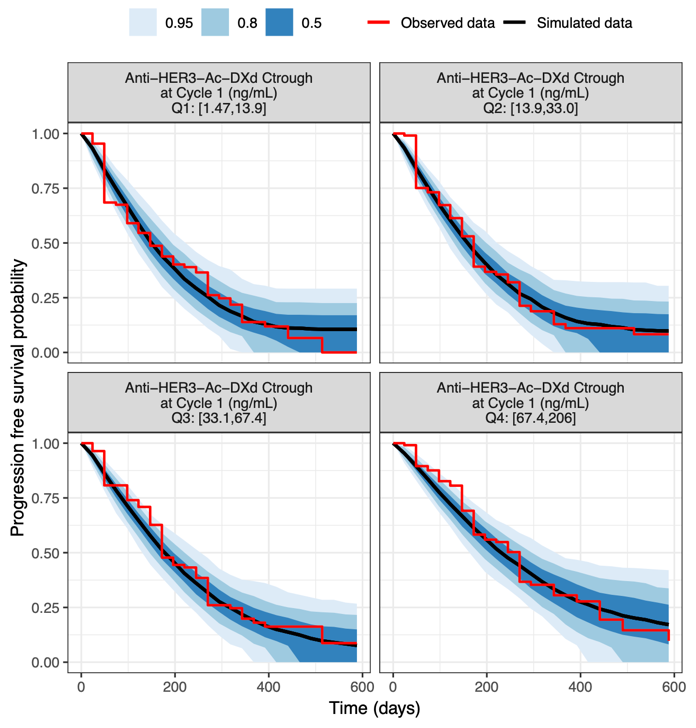 0.95 0.8 0.5 Observed data Simulated data
Anti−HER3−Ac−DXd Ctrough
at Cycle 1 (ng/mL)
Q1: [1.47,13.9]
Anti−HER3−Ac−DXd Ctrough
at Cycle 1 (ng/mL)
Q2: [13.9,33.0]
1.00
0.75
0.50
0.25
0.00
Anti−HER3−Ac−DXd Ctrough
at Cycle 1 (ng/mL)
Q3: [33.1,67.4]
Anti−HER3−Ac−DXd Ctrough
at Cycle 1 (ng/mL)
Q4: [67.4,206]
1.00
0.75
0.50
0.25
0.00
Progression free survival probability
0 200 400 600
0 200 400 600
Time (days)